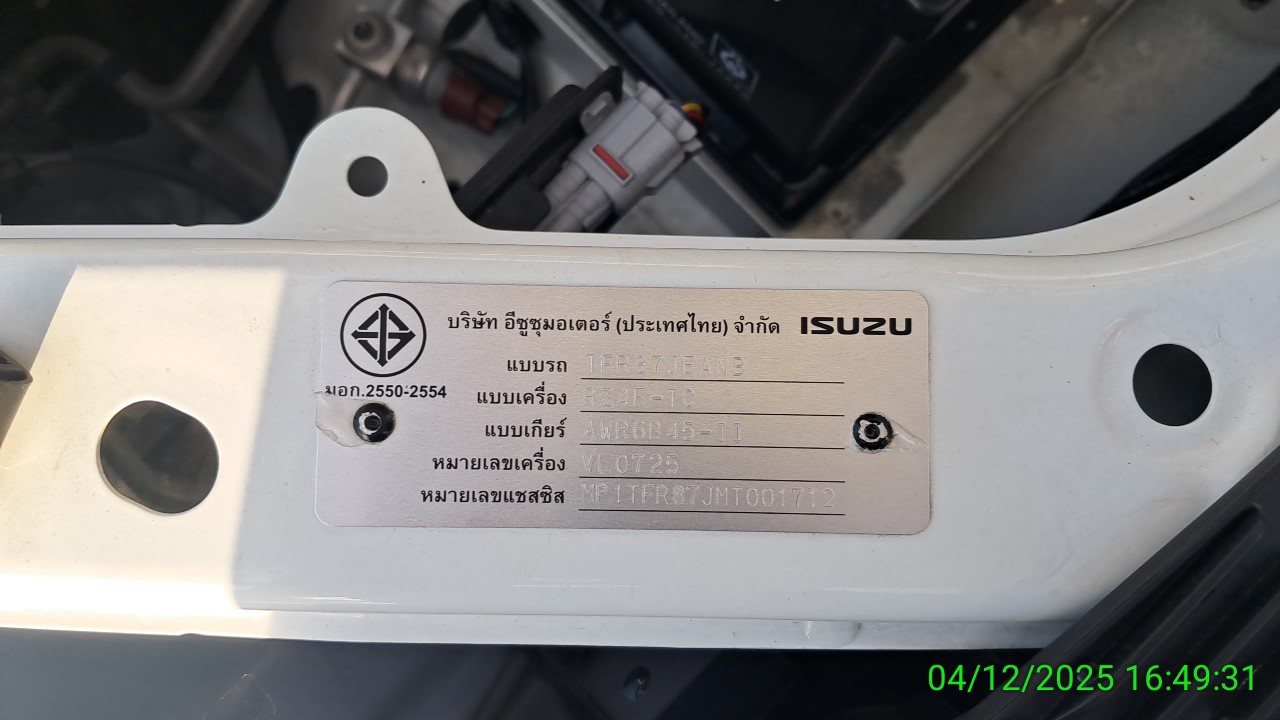 บริษัท อีซูซุมอเตอร์ (ประเทศไทย) จำกัด ISUZU
มอก.2550-2554
แบบรถ TFR87JE4NB
แบบเครื่อง RZ4E-TC
แบบเกียร์ AWR6B45-II
หมายเลขเครื่อง VL0725
หมายเลขแชสซิส MP1TFR87JMT001712
04/12/2025 16:49:31